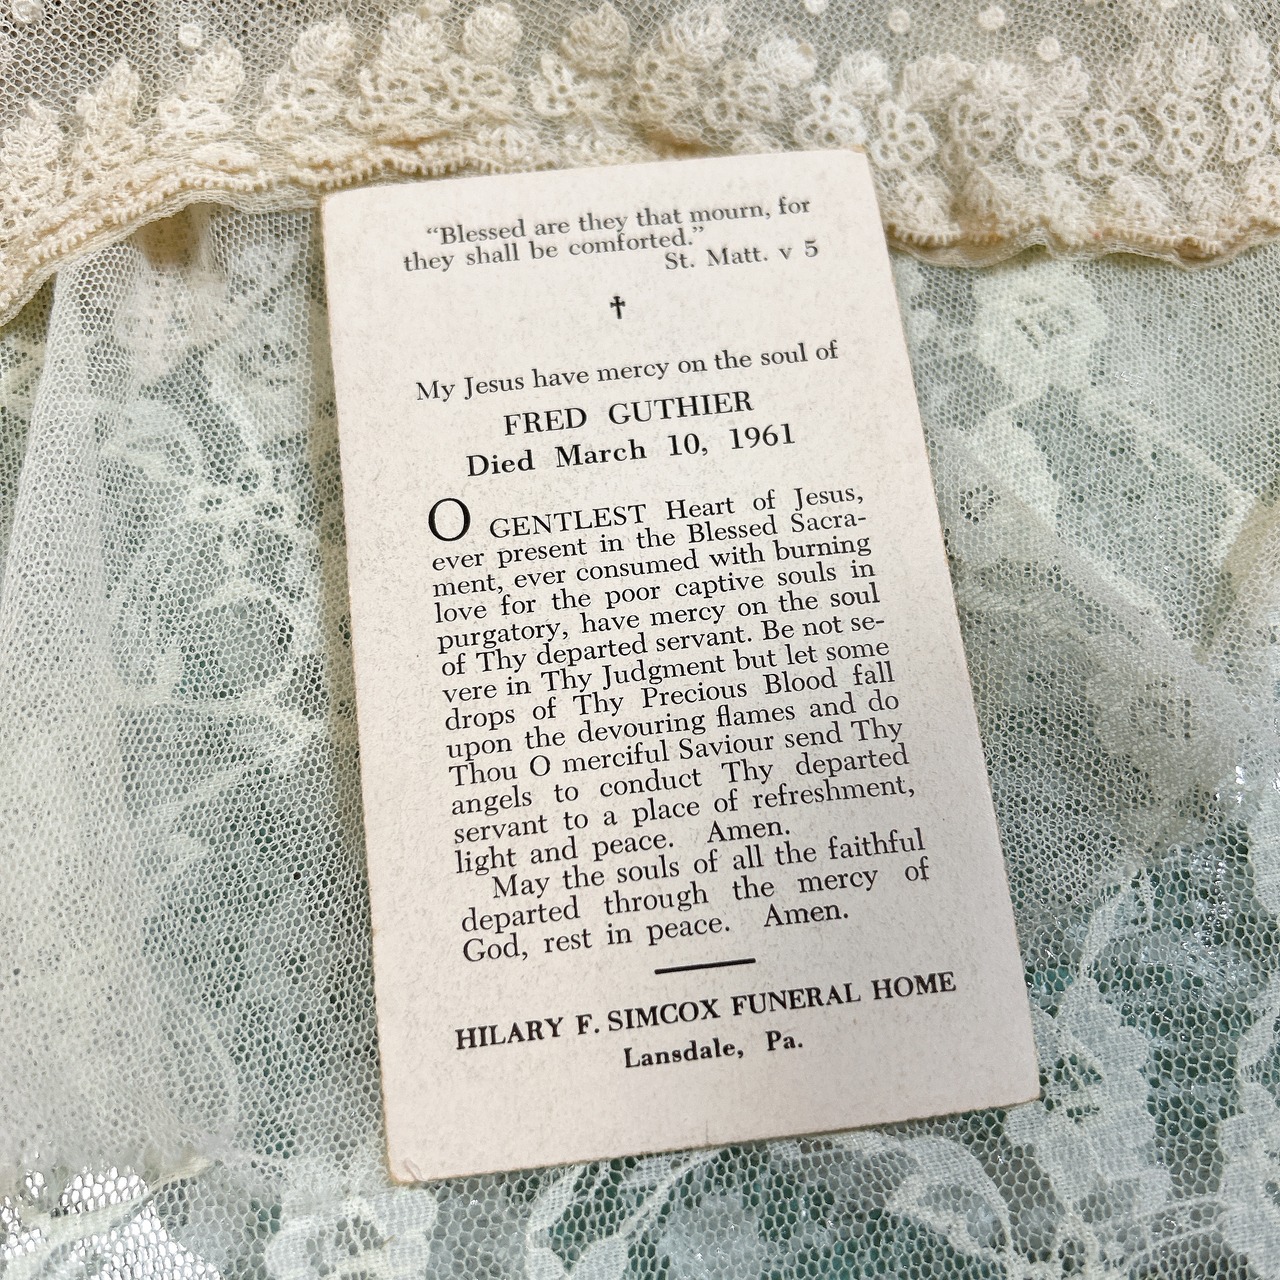 “Blessed are they that mourn, for
they shall be comforted.”
St. Matt. v 5
✝
My Jesus have mercy on the soul of
FRED GUTHIER
Died March 10, 1961
O GENTLEST Heart of Jesus,
ever present in the Blessed Sacra-
ment, ever consumed with burning
love for the poor captive souls in
purgatory, have mercy on the soul
of Thy departed servant. Be not se-
vere in Thy Judgment but let some
drops of Thy Precious Blood fall
upon the devouring flames and do
Thou O merciful Saviour send Thy
angels to conduct Thy departed
servant to a place of refreshment,
light and peace. Amen.
May the souls of all the faithful
departed through the mercy of
God, rest in peace. Amen.
HILARY F. SIMCOX FUNERAL HOME
Lansdale, Pa.